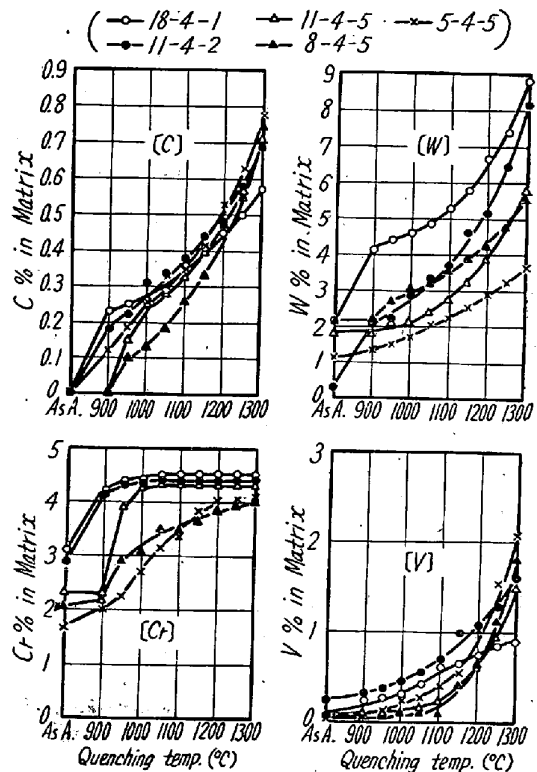 18-4-1 11-4-5 5-4-5
11-4-2 8-4-5
0.9
0.8
0.7
0.6
0.5
0.4
0.3
0.2
0.1
0
C % in Matrix
[C]
As A. 900 1000 1100 1200 1300
9
8
7
6
5
4
3
2
1
0
W % in Matrix
[W]
As A. 900 1000 1100 1200 1300
5
4
3
2
1
0
Cr % in Matrix
[Cr]
As A. 900 1000 1100 1200 1300
Quenching temp. (°C)
3
2
1
0
V % in Matrix
[V]
As A. 900 1000 1100 1200 1300
Quenching temp. (°C)